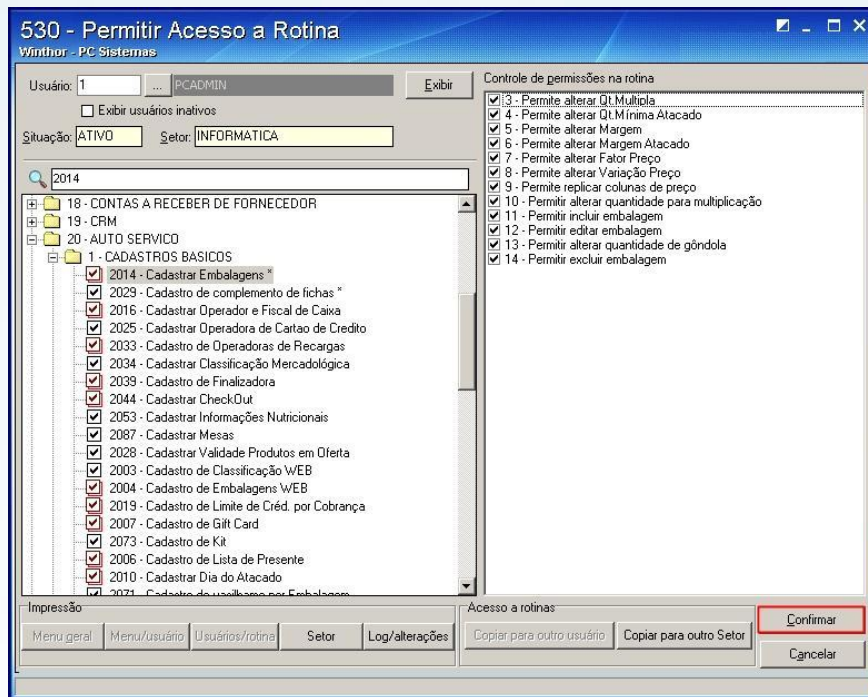 530 - Permitir Acesso a Rotina
Winthor - PC Sistemas
Usuário: 1 ... PCADMIN Exibir
Exibir usuários inativos
Situação: ATIVO Setor: INFORMATICA
2014
18 - CONTAS A RECEBER DE FORNECEDOR
19 - CRM
20 - AUTO SERVICO
1 - CADASTROS BASICOS
2014 - Cadastrar Embalagens *
2029 - Cadastro de complemento de fichas *
2016 - Cadastrar Operador e Fiscal de Caixa
2025 - Cadastrar Operadora de Cartao de Credito
2033 - Cadastro de Operadoras de Recargas
2034 - Cadastrar Classificação Mercadológica
2039 - Cadastro de Finalizadora
2044 - Cadastrar CheckOut
2053 - Cadastrar Informações Nutricionais
2087 - Cadastrar Mesas
2028 - Cadastrar Validade Produtos em Oferta
2003 - Cadastro de Classificação WEB
2004 - Cadastro de Embalagens WEB
2019 - Cadastro de Limite de Créd. por Cobrança
2007 - Cadastro de Gift Card
2073 - Cadastro de Kit
2006 - Cadastro de Lista de Presente
2010 - Cadastrar Dia do Atacado
2071 - Cadastro de vasilhame por Embalagem
Controle de permissões na rotina
3 - Permite alterar Qt.Multipla
4 - Permite alterar Qt.Mínima Atacado
5 - Permite alterar Margem
6 - Permite alterar Margem Atacado
7 - Permite alterar Fator Preço
8 - Permite alterar Variação Preço
9 - Permite replicar colunas de preço
10 - Permitir alterar quantidade para multiplicação
11 - Permitir incluir embalagem
12 - Permitir editar embalagem
13 - Permitir alterar quantidade de gôndola
14 - Permitir excluir embalagem
Impressão
Menu geral Menu/usuário Usuários/rotina Setor Log/alterações
Acesso a rotinas
Copiar para outro usuário Copiar para outro Setor
Confirmar
Cancelar